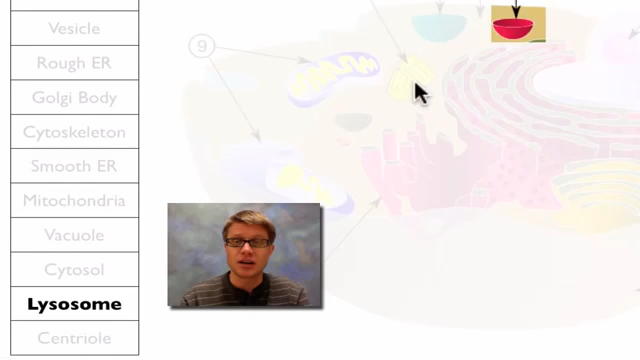 Vesicle
Rough ER
9
Golgi Body
Cytoskeleton
Smooth ER
Mitochondria
Vacuole
Cytosol
Lysosome
Centriole